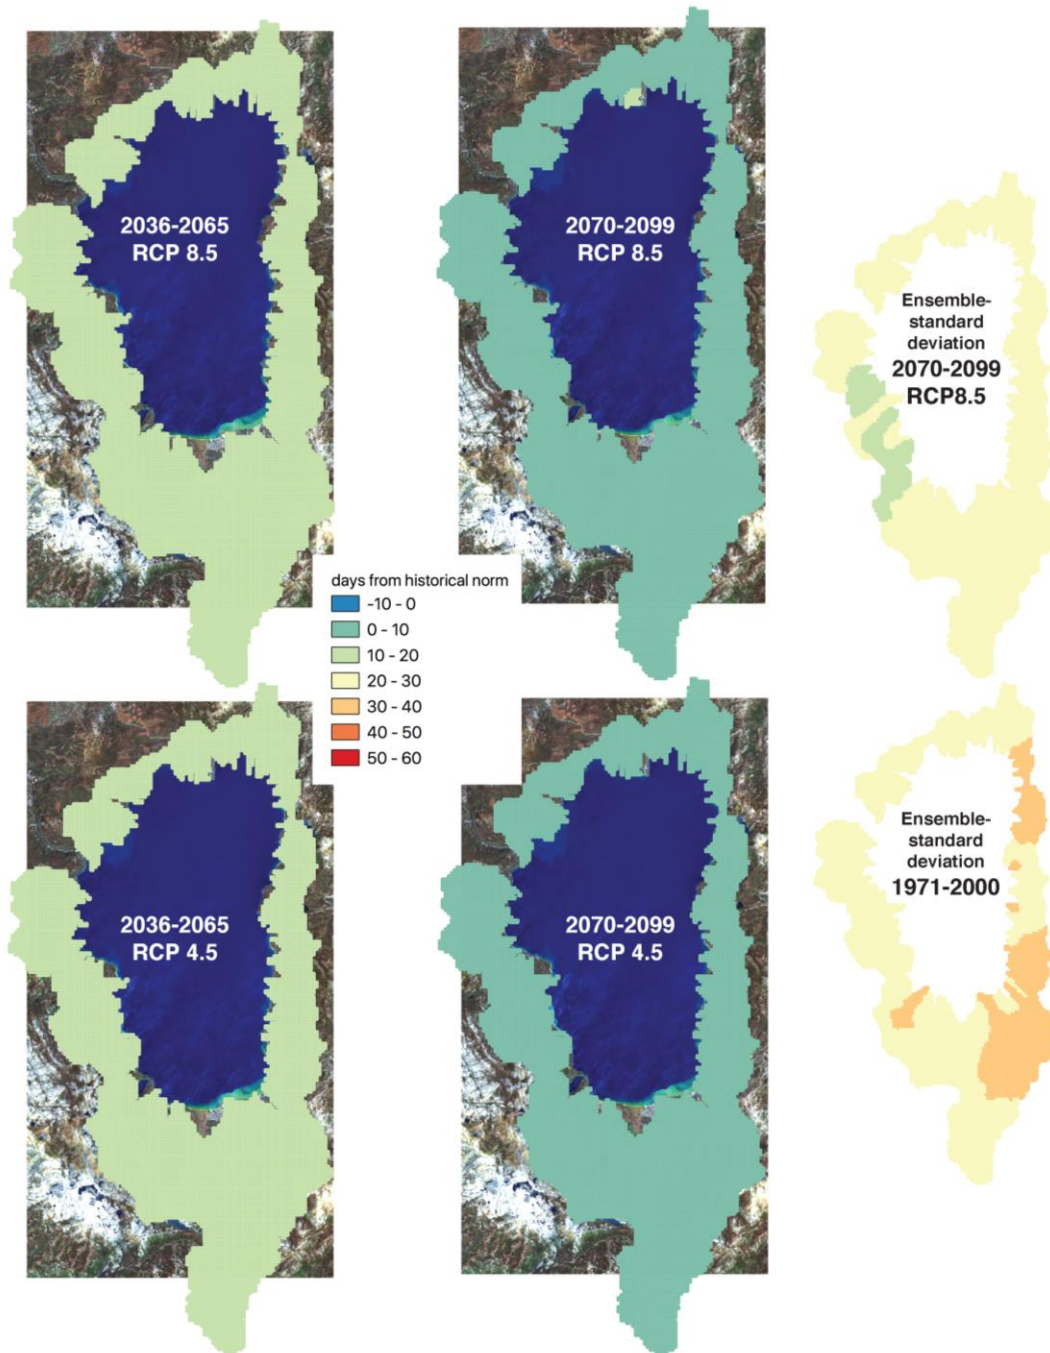 2036-2065
RCP 8.5
2070-2099
RCP 8.5
Ensemble-
standard
deviation
2070-2099
RCP8.5
days from historical norm
-10 - 0
0 - 10
10 - 20
20 - 30
30 - 40
40 - 50
50 - 60
2036-2065
RCP 4.5
2070-2099
RCP 4.5
Ensemble-
standard
deviation
1971-2000